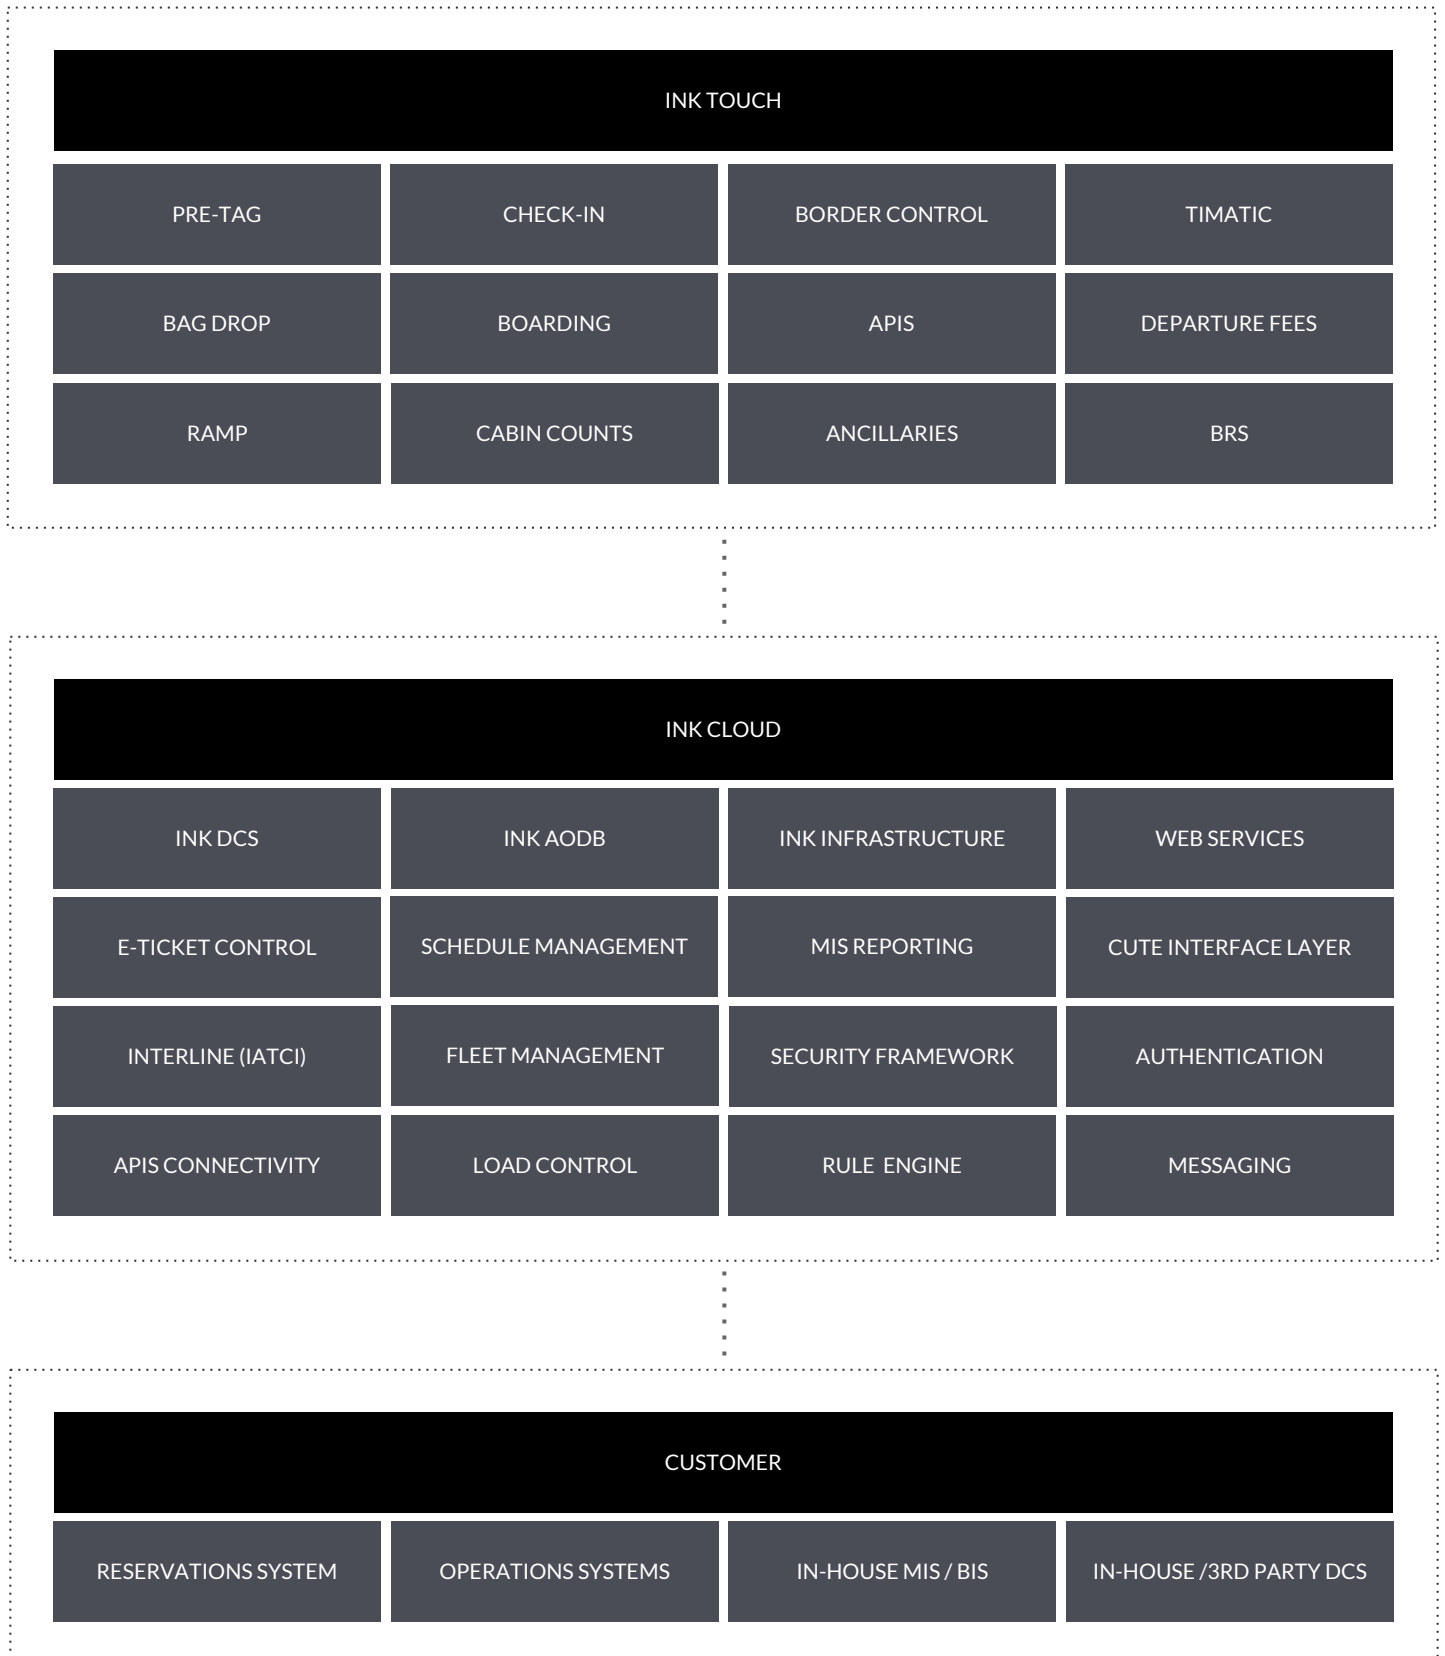 INK TOUCH
PRE-TAG
CHECK-IN
BORDER CONTROL
TIMATIC
BAG DROP
BOARDING
APIS
DEPARTURE FEES
RAMP
CABIN COUNTS
ANCILLARIES
BRS
INK CLOUD
INK DCS
INK AODB
INK INFRASTRUCTURE
WEB SERVICES
E-TICKET CONTROL
SCHEDULE MANAGEMENT
MIS REPORTING
CUTE INTERFACE LAYER
INTERLINE (IATCI)
FLEET MANAGEMENT
SECURITY FRAMEWORK
AUTHENTICATION
APIS CONNECTIVITY
LOAD CONTROL
RULE ENGINE
MESSAGING
CUSTOMER
RESERVATIONS SYSTEM
OPERATIONS SYSTEMS
IN-HOUSE MIS / BIS
IN-HOUSE /3RD PARTY DCS